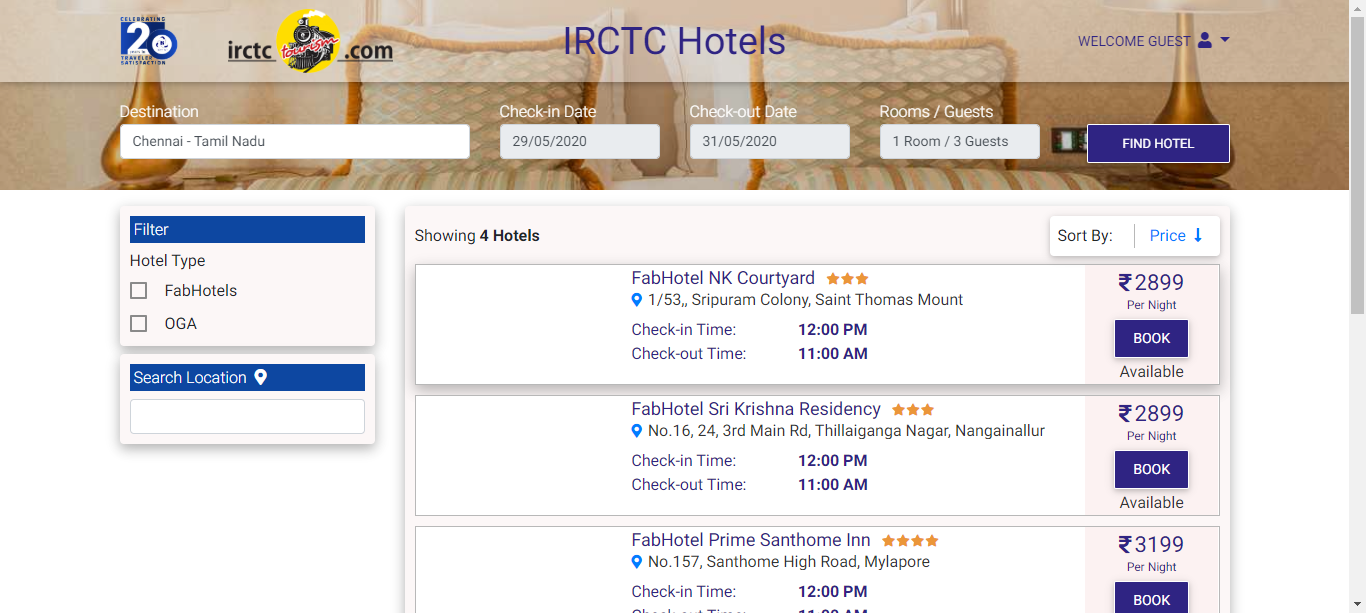 CELEBRATING
20
TRAVELER
SATISFACTION
irctc tourism .com
IRCTC Hotels
WELCOME GUEST
Destination
Check-in Date
Check-out Date
Rooms / Guests
Chennai - Tamil Nadu
29/05/2020
31/05/2020
1 Room / 3 Guests
FIND HOTEL
Filter
Hotel Type
FabHotels
OGA
Search Location
Showing 4 Hotels
Sort By:
Price
FabHotel NK Courtyard
1/53,, Sripuram Colony, Saint Thomas Mount
Check-in Time: 12:00 PM
Check-out Time: 11:00 AM
₹2899
Per Night
BOOK
Available
FabHotel Sri Krishna Residency
No.16, 24, 3rd Main Rd, Thillaiganga Nagar, Nangainallur
Check-in Time: 12:00 PM
Check-out Time: 11:00 AM
₹2899
Per Night
BOOK
Available
FabHotel Prime Santhome Inn
No.157, Santhome High Road, Mylapore
Check-in Time: 12:00 PM
Check-out Time: 11:00 AM
₹3199
Per Night
BOOK